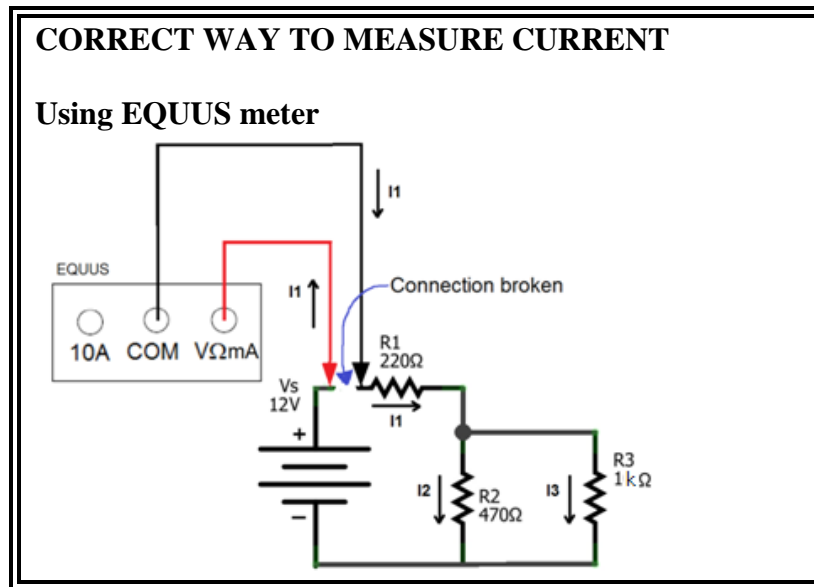 CORRECT WAY TO MEASURE CURRENT
Using EQUUS meter
I1
EQUUS
I1
Connection broken
10A COM VΩmA
R1
220Ω
Vs
12V
I1
+
R3
1kΩ
I2
R2
470Ω
I3
−